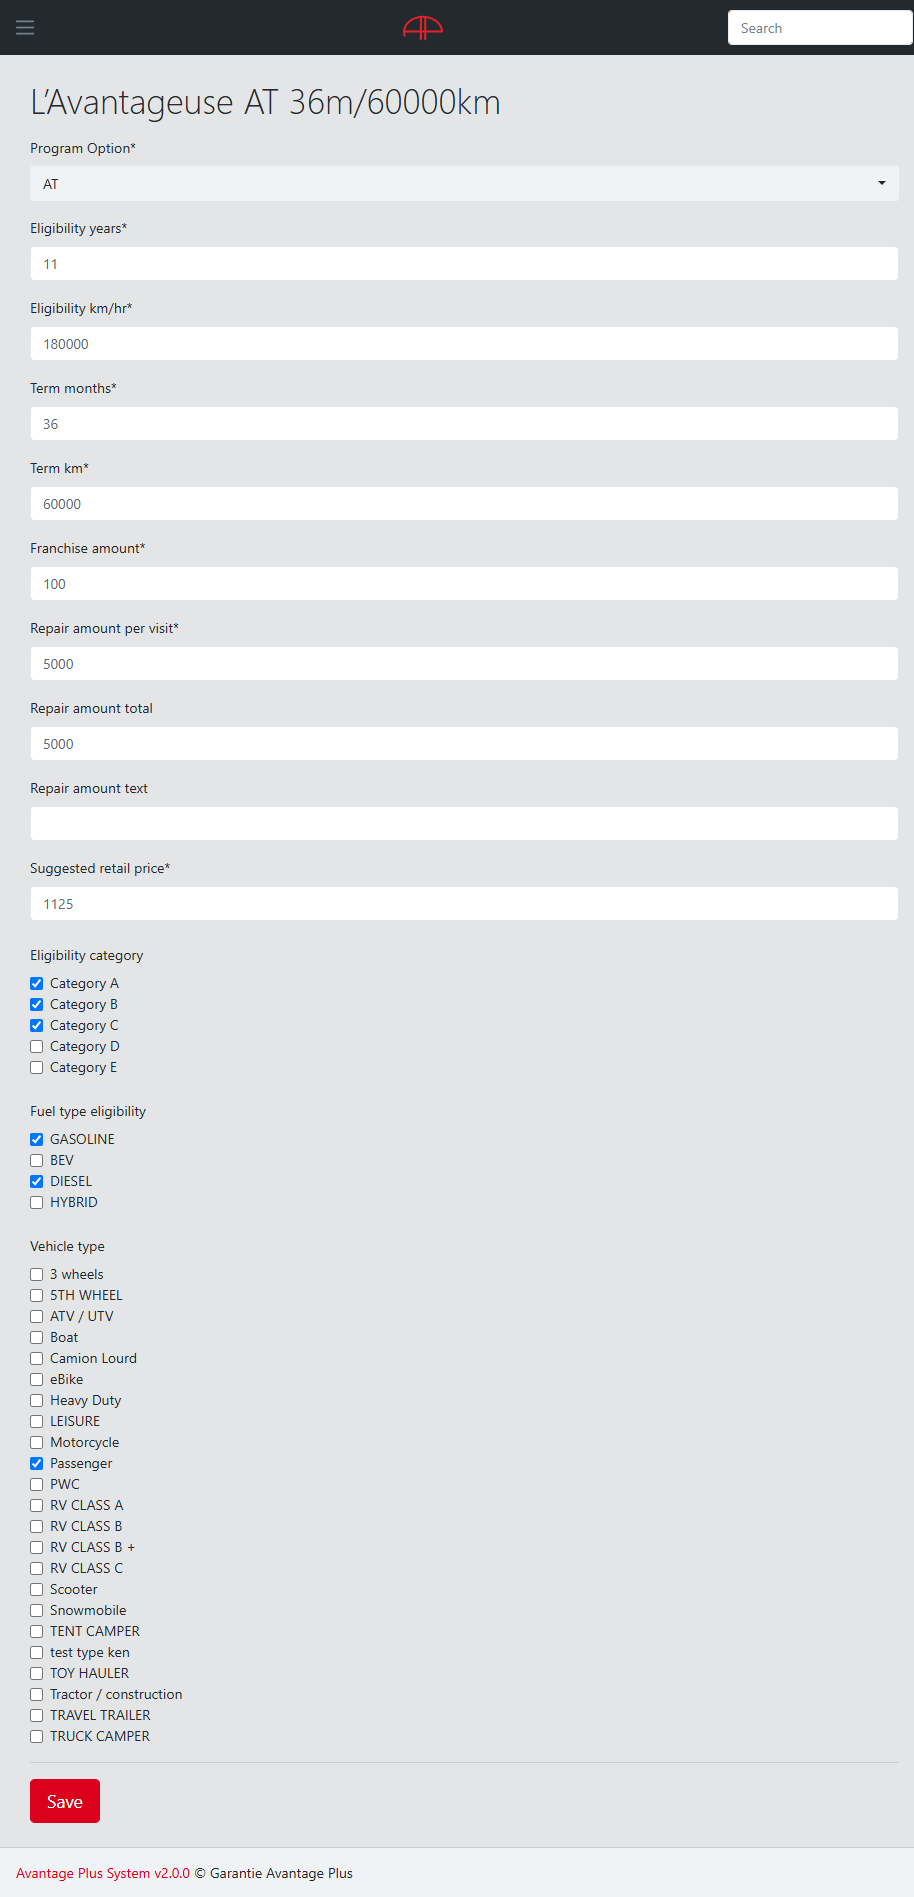 Search
L’Avantageuse AT 36m/60000km
Program Option*
AT
Eligibility years*
11
Eligibility km/hr*
180000
Term months*
36
Term km*
60000
Franchise amount*
100
Repair amount per visit*
5000
Repair amount total
5000
Repair amount text
Suggested retail price*
1125
Eligibility category
Category A
Category B
Category C
Category D
Category E
Fuel type eligibility
GASOLINE
BEV
DIESEL
HYBRID
Vehicle type
3 wheels
5TH WHEEL
ATV / UTV
Boat
Camion Lourd
eBike
Heavy Duty
LEISURE
Motorcycle
Passenger
PWC
RV CLASS A
RV CLASS B
RV CLASS B +
RV CLASS C
Scooter
Snowmobile
TENT CAMPER
test type ken
TOY HAULER
Tractor / construction
TRAVEL TRAILER
TRUCK CAMPER
Save
Avantage Plus System v2.0.0 © Garantie Avantage Plus